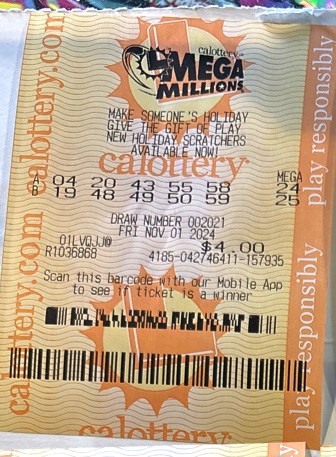 calottery
MEGA
MILLIONS
MAKE SOMEONE'S HOLIDAY
GIVE THE GIFT OF PLAY
NEW HOLIDAY SCRATCHERS
AVAILABLE NOW!
calottery
MEGA
A 04 20 43 55 58 24
B 19 48 49 50 59 25
DRAW NUMBER 002021
FRI NOV 01 2024
01LVQJJ@ $4.00
R1036868 4185-042746411-157935
Scan this barcode with our Mobile App
to see if ticket is a winner
calottery
calottery.com
calottery.com
play responsibly
play responsibly